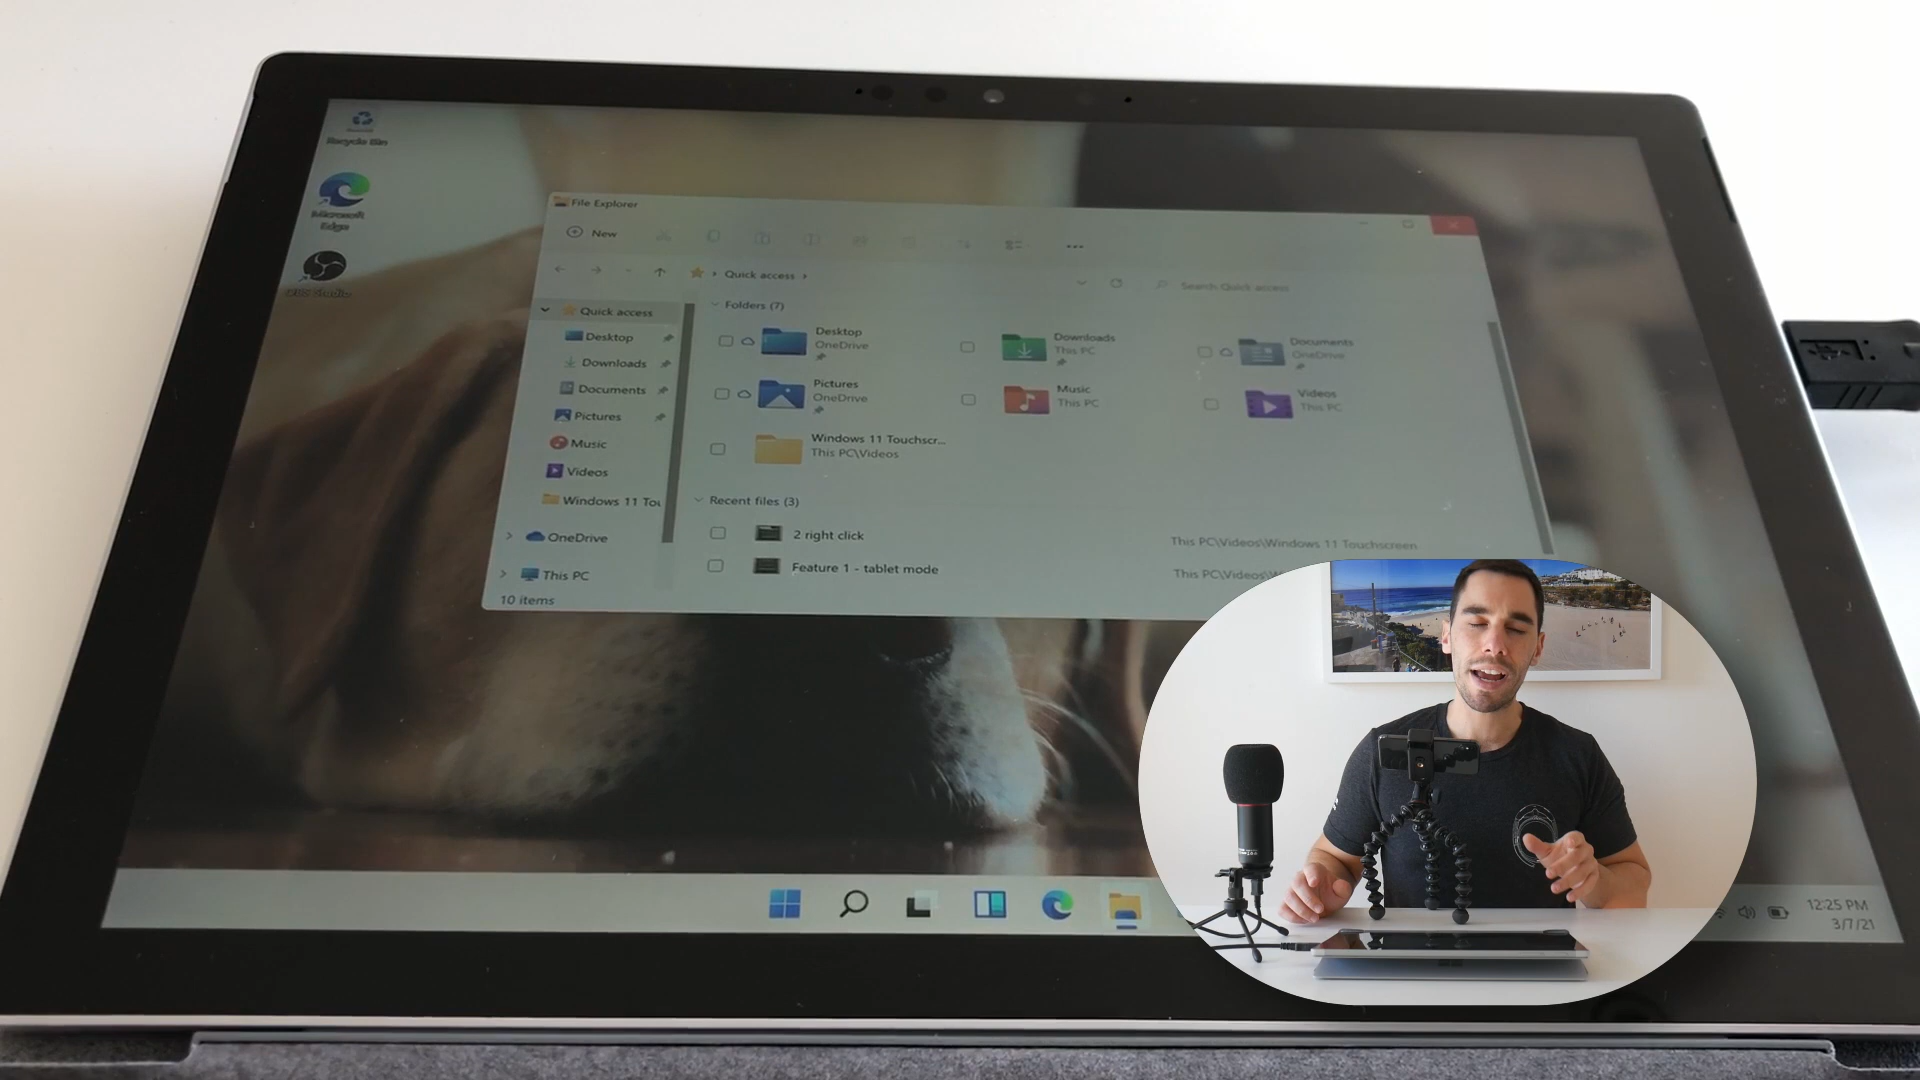 Recycle Bin
Microsoft
Edge
File Explorer
New
Quick access
Search Quick access
Quick access
Desktop
Downloads
Documents
Pictures
Music
Videos
Windows 11 Tou
OneDrive
This PC
10 items
Folders (7)
Desktop
OneDrive
Downloads
This PC
Documents
OneDrive
Pictures
OneDrive
Music
This PC
Videos
This PC
Windows 11 Touchscr...
This PC\Videos
Recent files (3)
2 right click
This PC\Videos\Windows 11 Touchscreen
Feature 1 - tablet mode
This PC\Videos\W
12:25 PM
3/7/21